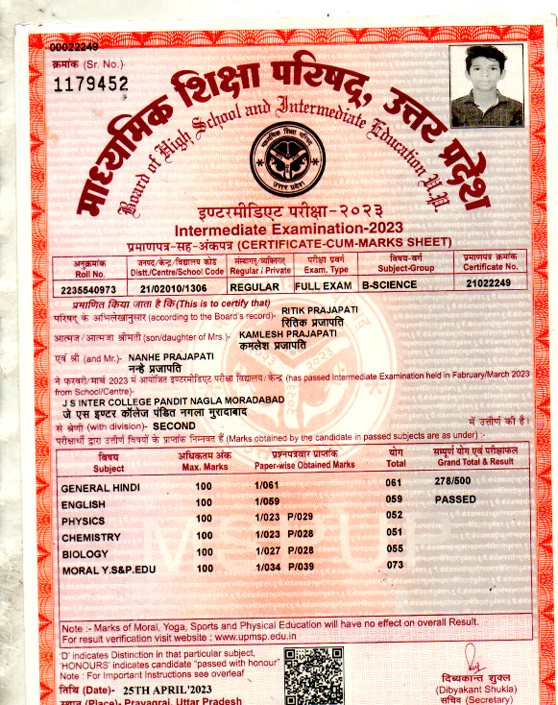 00022249
क्रमांक (Sr. No.)
1179452
माध्यमिक शिक्षा परिषद्, उत्तर प्रदेश
Board of High School and Intermediate Education U.P.
इण्टरमीडिएट परीक्षा-२०२३
Intermediate Examination-2023
प्रमाणपत्र-सह-अंकपत्र (CERTIFICATE-CUM-MARKS SHEET)
अनुक्रमांक जनपद/केन्द्र/विद्यालय कोड संस्थागत/व्यक्तिगत परीक्षा प्रवर्ग विषय-वर्ग प्रमाणपत्र क्रमांक
Roll No. Distt./Centre/School Code Regular / Private Exam. Type Subject-Group Certificate No.
2235540973 21/02010/1306 REGULAR FULL EXAM B-SCIENCE 21022249
प्रमाणित किया जाता है कि(This is to certify that)
परिषद् के अभिलेखानुसार (according to the Board's record)- RITIK PRAJAPATI
रितिक प्रजापति
आत्मज / आत्मजा श्रीमती (son/daughter of Mrs.)- KAMLESH PRAJAPATI
कमलेश प्रजापति
एवं श्री (and Mr.)- NANHE PRAJAPATI
नन्हे प्रजापति
ने फरवरी/मार्च 2023 में आयोजित इण्टरमीडिएट परीक्षा विद्यालय/ केन्द्र (has passed Intermediate Examination held in Fabruary/March 2023
from School/Centre)-
J S INTER COLLEGE PANDIT NAGLA MORADABAD
जे एस इण्टर कॉलेज पंडित नगला मुरादाबाद
से श्रेणी (with division)- SECOND में उत्तीर्ण की है।
परीक्षार्थी द्वारा उत्तीर्ण विषयों के प्राप्तांक निम्नवत हैं (Marks obtained by the candidate in passed subjects are as under) :-
विषय अधिकतम अंक प्रश्नपत्रवार प्राप्तांक योग सम्पूर्ण योग एवं परीक्षाफल
Subject Max. Marks Paper-wise Obtained Marks Total Grand Total & Result
GENERAL HINDI 100 1/061 061 278/500
ENGLISH 100 1/059 059 PASSED
PHYSICS 100 1/023 P/029 052
CHEMISTRY 100 1/023 P/028 051
BIOLOGY 100 1/027 P/028 055
MORAL Y.S&P.EDU 100 1/034 P/039 073
Note :- Marks of Moral, Yoga, Sports and Physical Education will have no effect on overall Result.
For result verification visit website : www.upmsp.edu.in
'D' indicates Distinction in that particular subject.
'HONOURS' indicates candidate "passed with honour"
Note : For Important Instructions see overleaf
तिथि (Date)- 25TH APRIL'2023
स्थान (Place)- Prayagraj, Uttar Pradesh
दिव्यकान्त शुक्ल
(Dibyakant Shukla)
सचिव (Secretary)